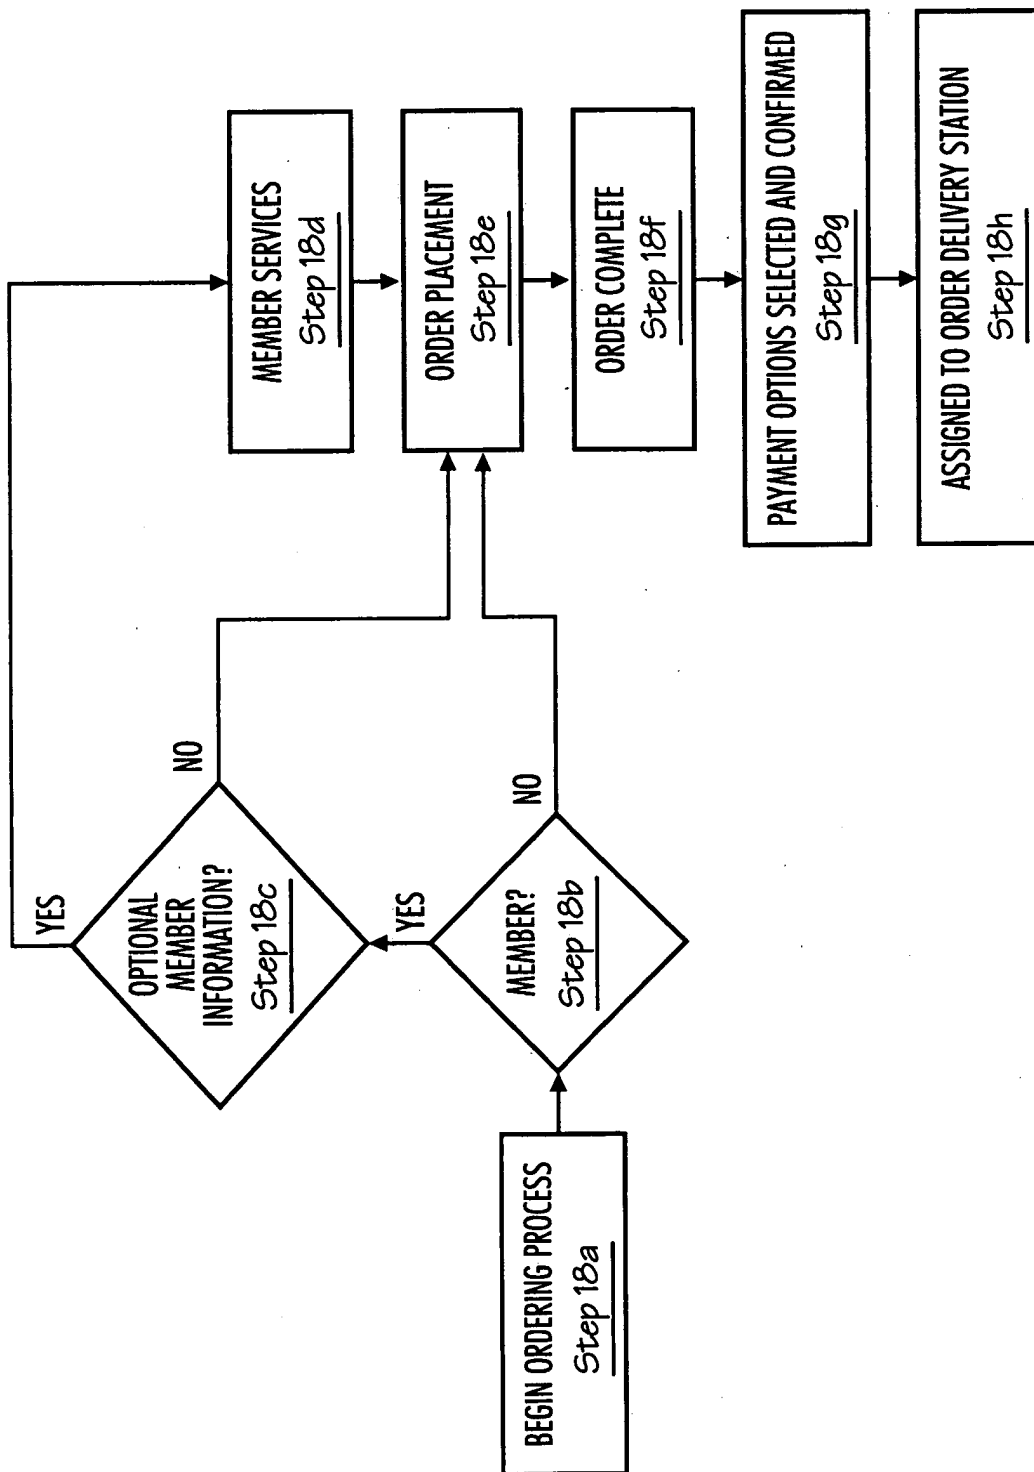 BEGIN ORDERING PROCESS
Step 18a
MEMBER?
Step 18b
YES
NO
OPTIONAL
MEMBER
INFORMATION?
Step 18c
YES
NO
MEMBER SERVICES
Step 18d
ORDER PLACEMENT
Step 18e
ORDER COMPLETE
Step 18f
PAYMENT OPTIONS SELECTED AND CONFIRMED
Step 18g
ASSIGNED TO ORDER DELIVERY STATION
Step 18h